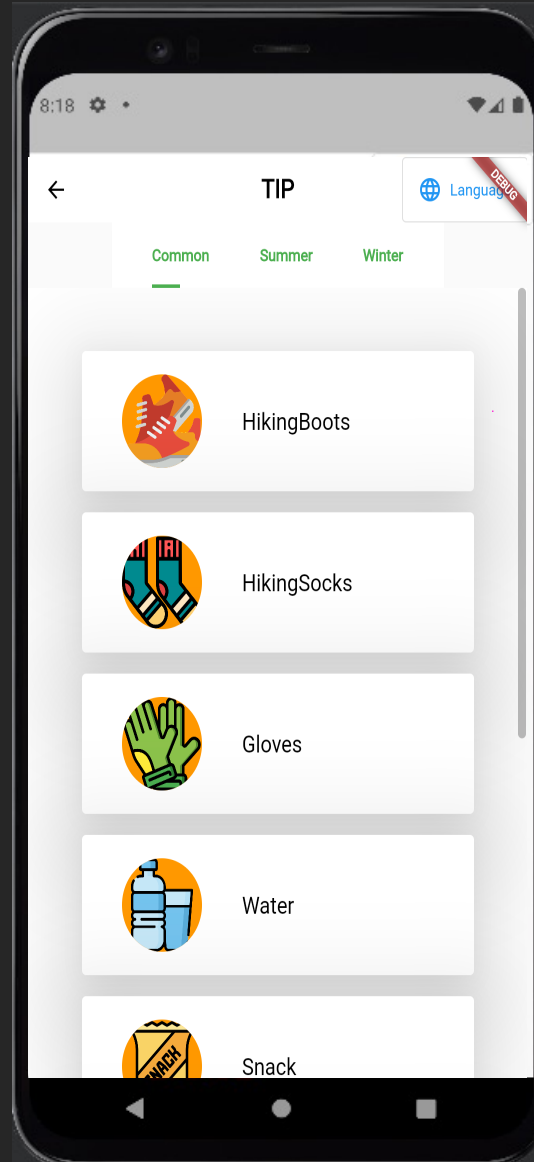 8:18
TIP
Languag
DEBUG
Common Summer Winter
HikingBoots
HikingSocks
Gloves
Water
SNACK
Snack